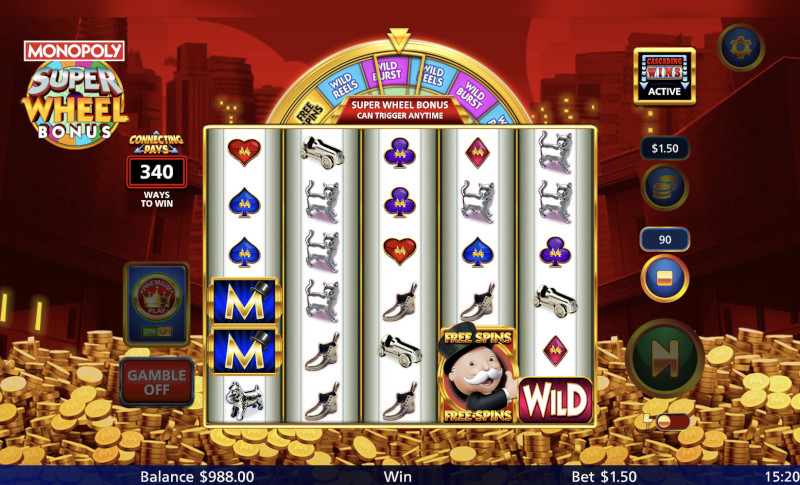 MONOPOLY
SUPER
WHEEL
BONUS
CONNECTING
PAYS
340
WAYS
TO WIN
FREE
SPINS
WILD
REELS
WILD
BURST
WILD
REELS
WILD
BURST
SUPER WHEEL BONUS
CAN TRIGGER ANYTIME
CASCADING
WINS
ACTIVE
$1.50
90
PREMIUM
PLAY
GAMBLE
OFF
M
M
FREE SPINS
FREE SPINS
WILD
Balance $988.00
Win
Bet $1.50
15:20